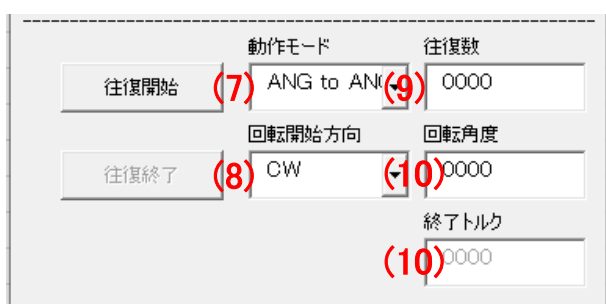 動作モード 往復数
往復開始 (7) ANG to AN (9) 0000
回転開始方向 回転角度
往復終了 (8) CW (10) 0000
終了トルク
(10) 0000